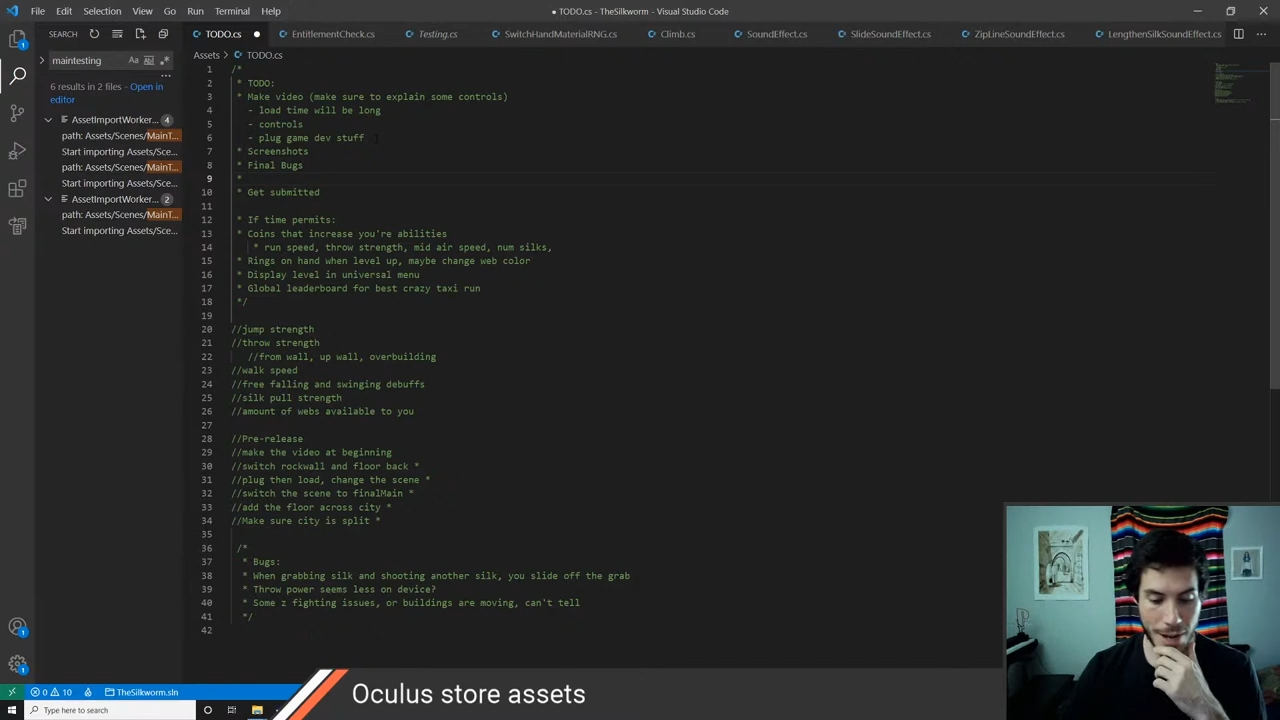 File Edit Selection View Go Run Terminal Help
● TODO.cs - TheSilkworm - Visual Studio Code
SEARCH
TODO.cs ● EntitlementCheck.cs Testing.cs SwitchHandMaterialRNG.cs Climb.cs SoundEffect.cs SlideSoundEffect.cs ZipLineSoundEffect.cs LengthenSilkSoundEffect.cs
Assets > TODO.cs
maintesting
6 results in 2 files - Open in
editor
AssetImportWorker... 4
path: Assets/Scenes/MainT...
Start importing Assets/Sce...
path: Assets/Scenes/MainT...
Start importing Assets/Sce...
AssetImportWorker... 2
path: Assets/Scenes/MainT...
Start importing Assets/Sce...
1 /*
2 * TODO:
3 * Make video (make sure to explain some controls)
4 - load time will be long
5 - controls
6 - plug game dev stuff
7 * Screenshots
8 * Final Bugs
9 *
10 * Get submitted
11
12 * If time permits:
13 * Coins that increase you're abilities
14 * run speed, throw strength, mid air speed, num silks,
15 * Rings on hand when level up, maybe change web color
16 * Display level in universal menu
17 * Global leaderboard for best crazy taxi run
18 */
19
20 //jump strength
21 //throw strength
22 //from wall, up wall, overbuilding
23 //walk speed
24 //free falling and swinging debuffs
25 //silk pull strength
26 //amount of webs available to you
27
28 //Pre-release
29 //make the video at beginning
30 //switch rockwall and floor back *
31 //plug then load, change the scene *
32 //switch the scene to finalMain *
33 //add the floor across city *
34 //Make sure city is split *
35
36 /*
37 * Bugs:
38 * When grabbing silk and shooting another silk, you slide off the grab
39 * Throw power seems less on device?
40 * Some z fighting issues, or buildings are moving, can't tell
41 */
42
0 10 TheSilkworm.sln
Oculus store assets
Type here to search